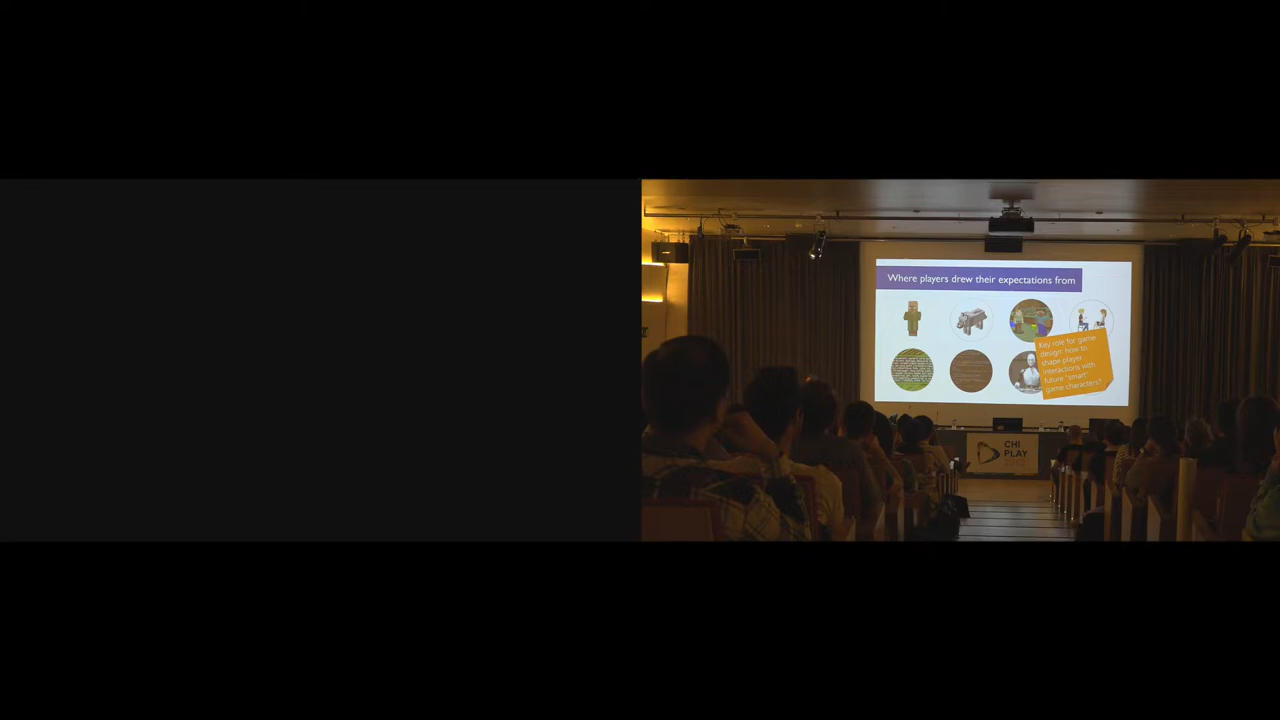 Where players drew their expectations from
Key role for game
design: how to
shape player
interactions with
future "smart"
game characters?
CHI
PLAY